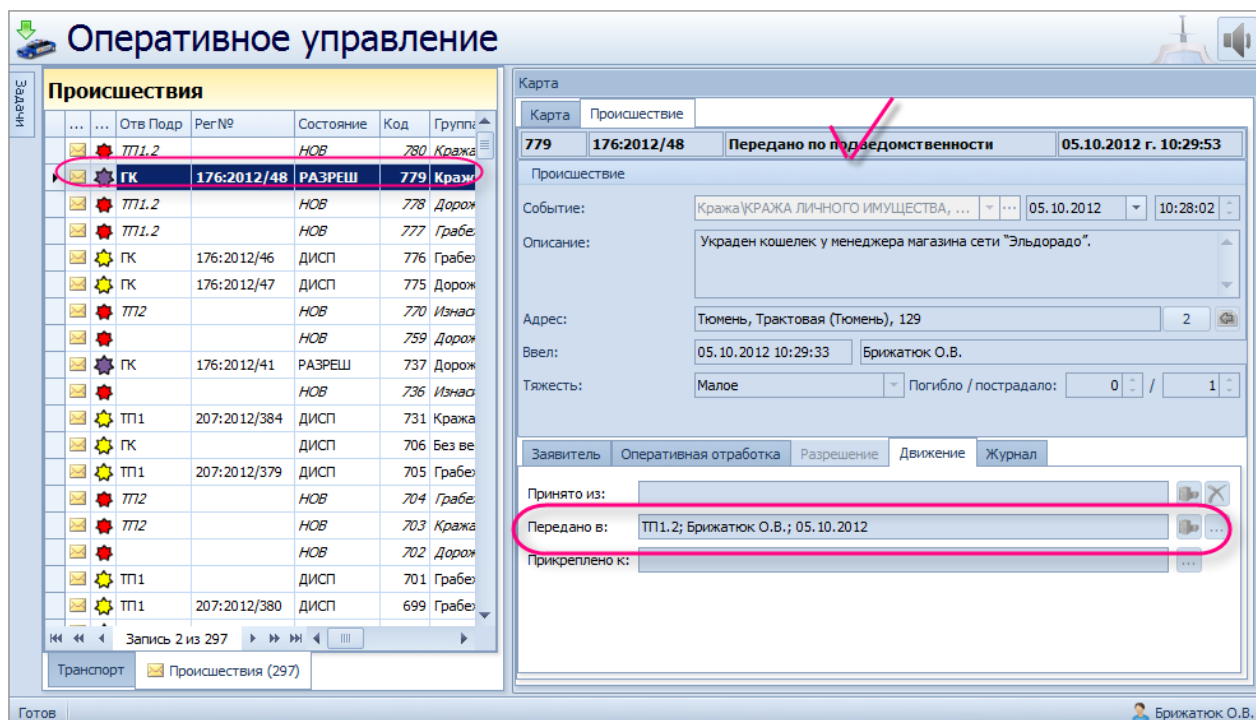 Оперативное управление
Задачи
Происшествия
... ... Отв Подр Рег№ Состояние Код Группа
ТП1.2 НОВ 780 Кража
ГК 176:2012/48 РАЗРЕШ 779 Краж
ТП1.2 НОВ 778 Дорож
ТП1.2 НОВ 777 Грабе
ГК 176:2012/46 ДИСП 776 Грабе
ГК 176:2012/47 ДИСП 775 Дорож
ТП2 НОВ 770 Изнас
НОВ 759 Дорож
ГК 176:2012/41 РАЗРЕШ 737 Дорож
НОВ 736 Изнас
ТП1 207:2012/384 ДИСП 731 Кража
ГК ДИСП 706 Без ве
ТП1 207:2012/379 ДИСП 705 Грабе
ТП2 НОВ 704 Грабе
ТП2 НОВ 703 Кража
НОВ 702 Дорож
ТП1 ДИСП 701 Грабе
ТП1 207:2012/380 ДИСП 699 Грабе
Запись 2 из 297
Транспорт Происшествия (297)
Карта
Карта Происшествие
779 176:2012/48 Передано по подведомственности 05.10.2012 г. 10:29:53
Происшествие
Событие: Кража\КРАЖА ЛИЧНОГО ИМУЩЕСТВА, ... ... 05.10.2012 10:28:02
Описание: Украден кошелек у менеджера магазина сети "Эльдорадо".
Адрес: Тюмень, Трактовая (Тюмень), 129 2
Ввел: 05.10.2012 10:29:33 Брижатюк О.В.
Тяжесть: Малое Погибло / пострадало: 0 / 1
Заявитель Оперативная отработка Разрешение Движение Журнал
Принято из:
Передано в: ТП1.2; Брижатюк О.В.; 05.10.2012 ...
Прикреплено к: ...
Готов Брижатюк О.В.